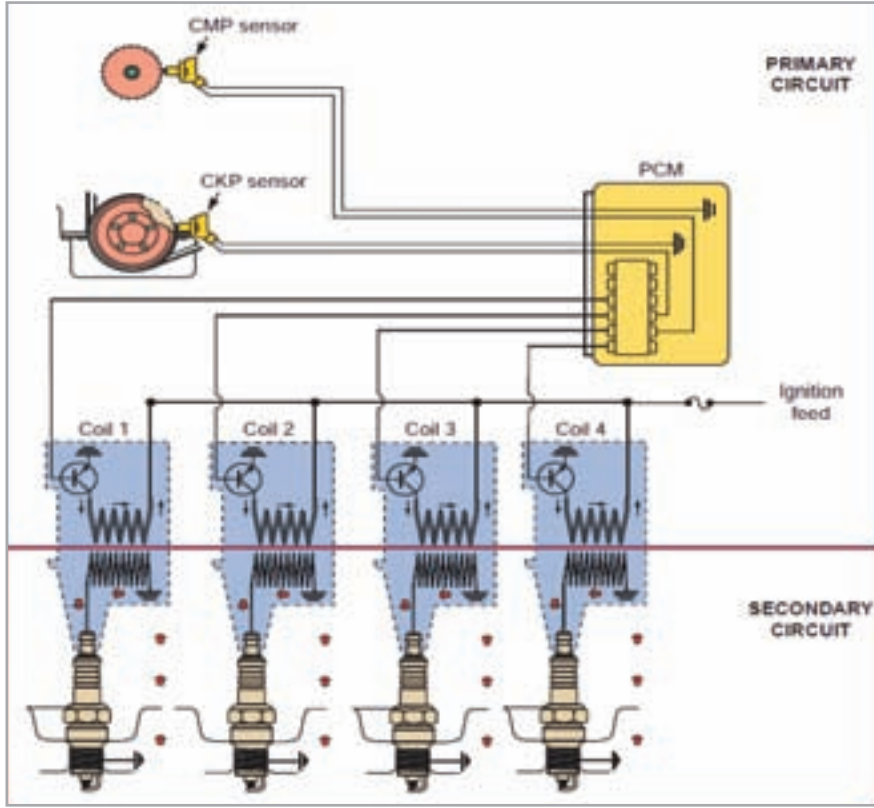 CMP sensor
PRIMARY
CIRCUIT
PCM
CKP sensor
Ignition
feed
Coil 1
Coil 2
Coil 3
Coil 4
SECONDARY
CIRCUIT